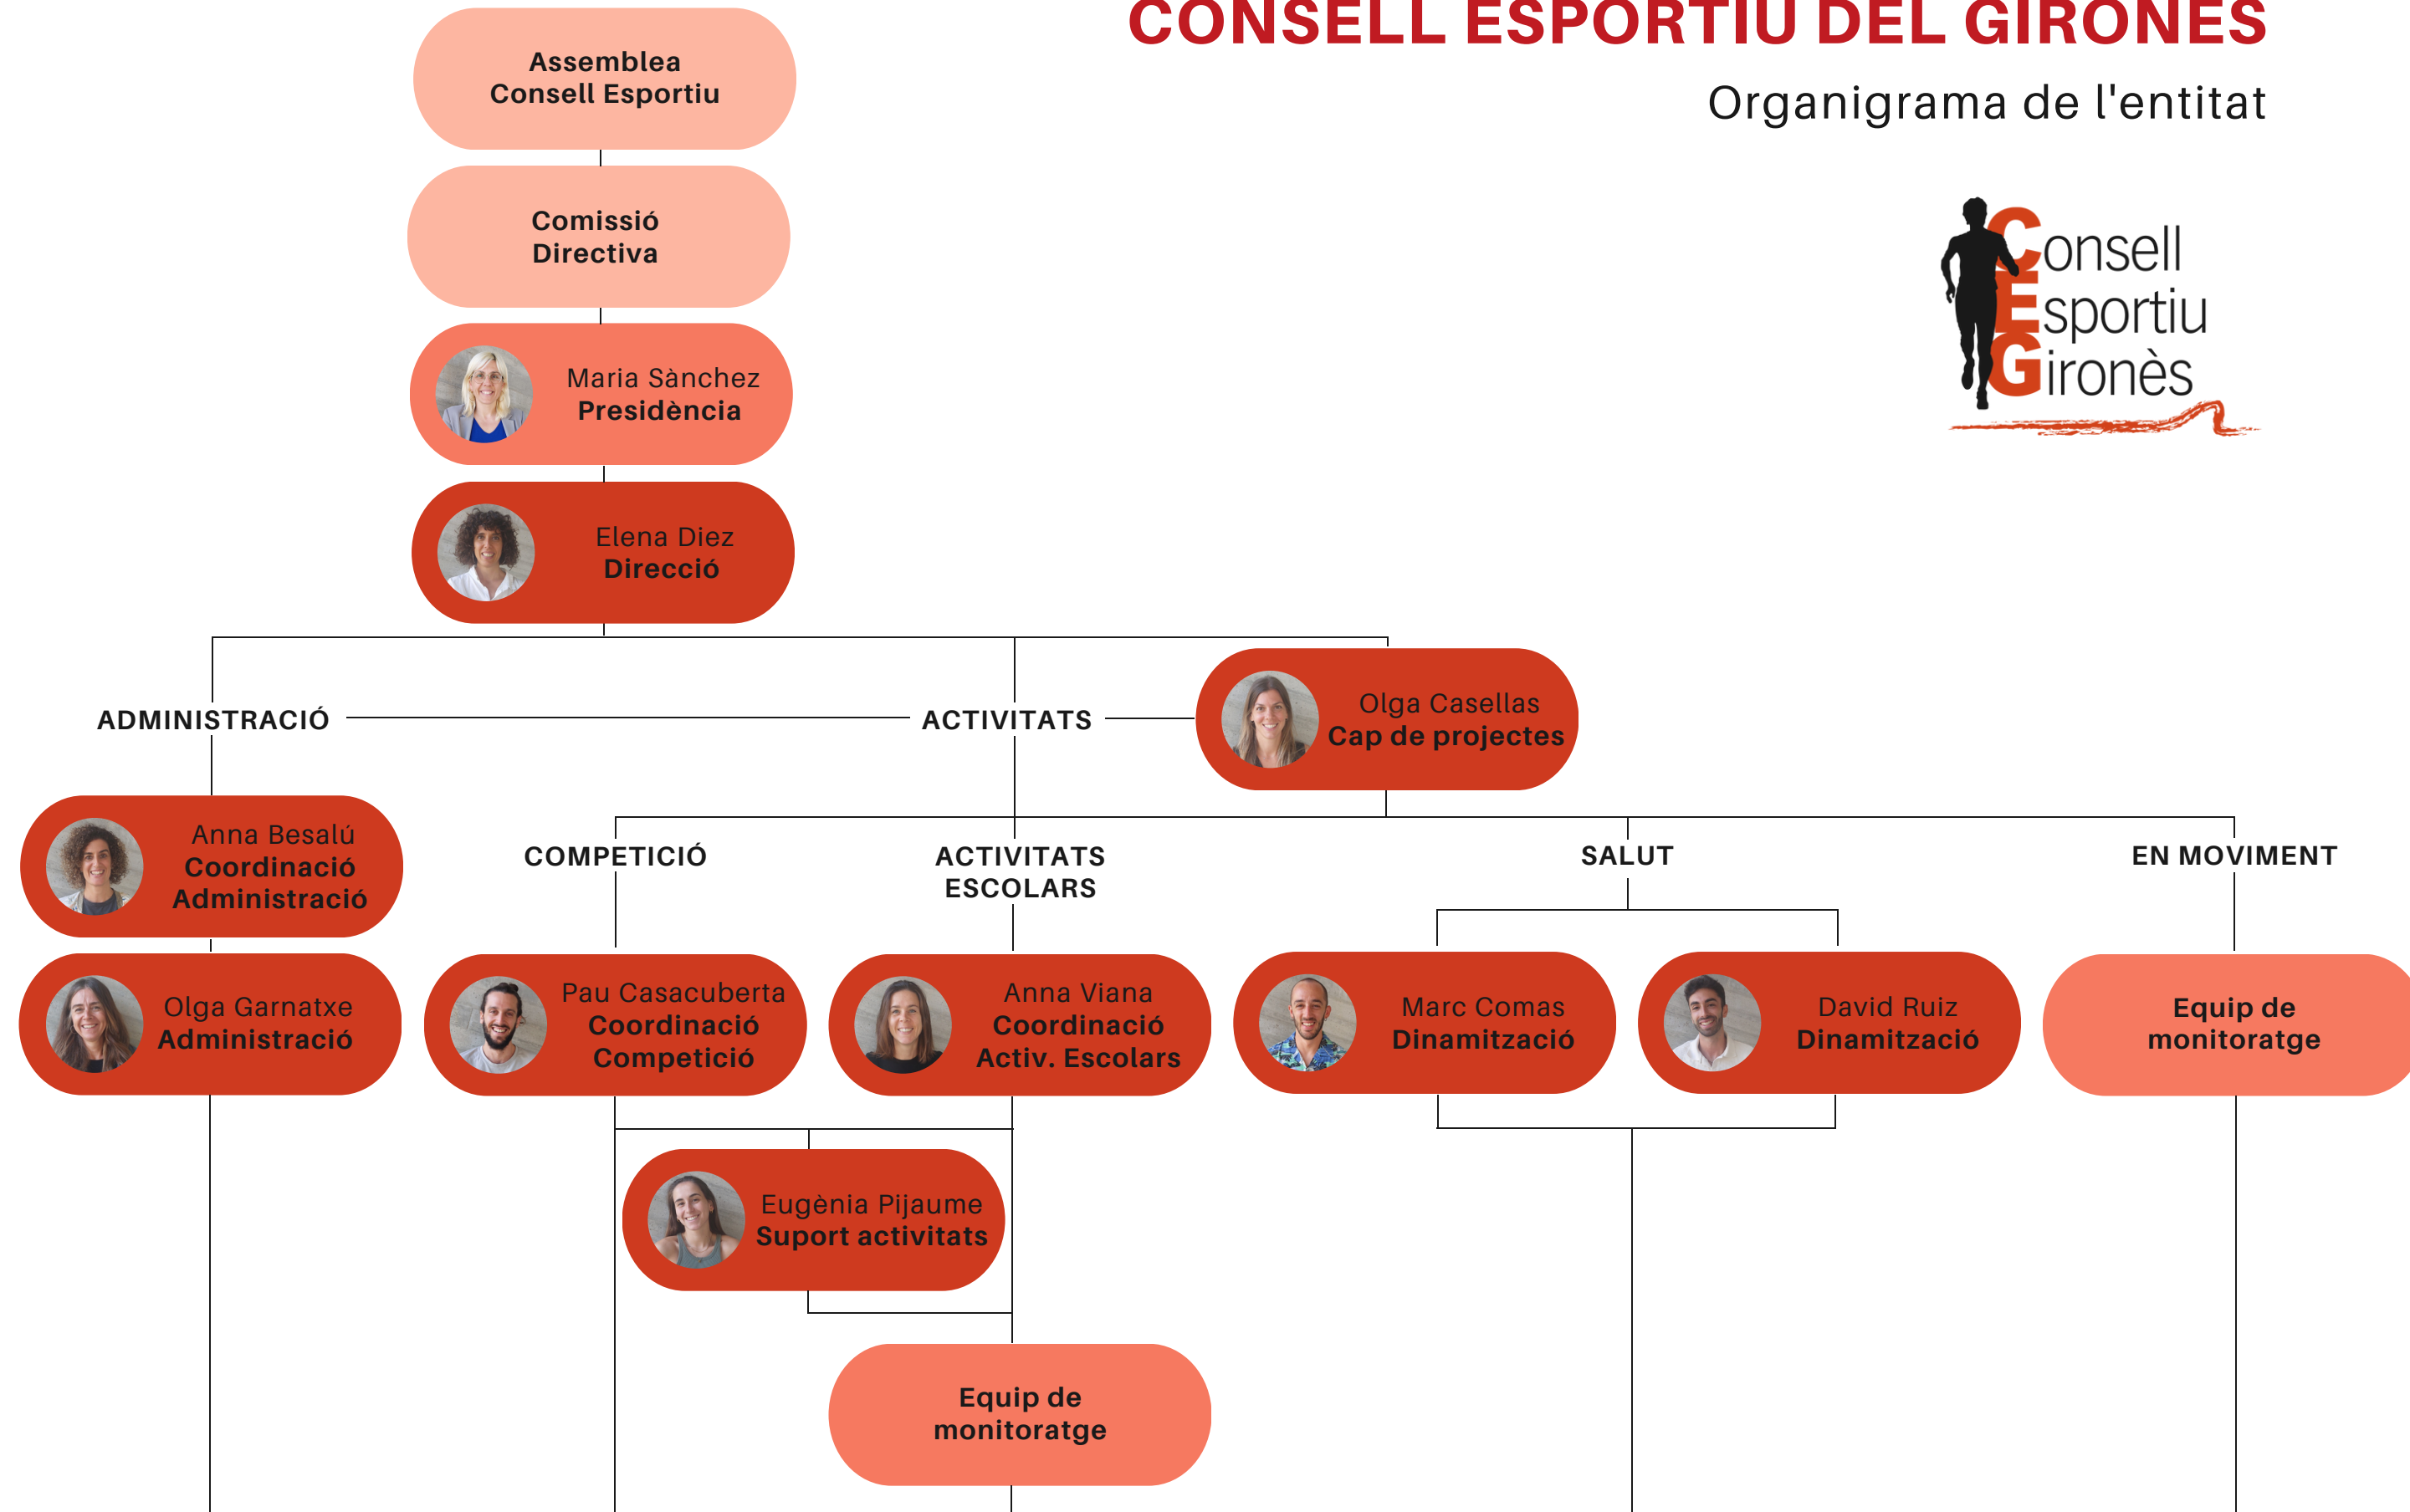 CONSELL ESPORTIU DEL GIRONÈS
Organigrama de l'entitat
Consell
Esportiu
Gironès
Assemblea
Consell Esportiu
Comissió
Directiva
Maria Sànchez
Presidència
Elena Diez
Direcció
ADMINISTRACIÓ
ACTIVITATS
Olga Casellas
Cap de projectes
Anna Besalú
Coordinació
Administració
COMPETICIÓ
ACTIVITATS
ESCOLARS
SALUT
EN MOVIMENT
Olga Garnatxe
Administració
Pau Casacuberta
Coordinació
Competició
Anna Viana
Coordinació
Activ. Escolars
Marc Comas
Dinamització
David Ruiz
Dinamització
Equip de
monitoratge
Eugènia Pijaume
Suport activitats
Equip de
monitoratge